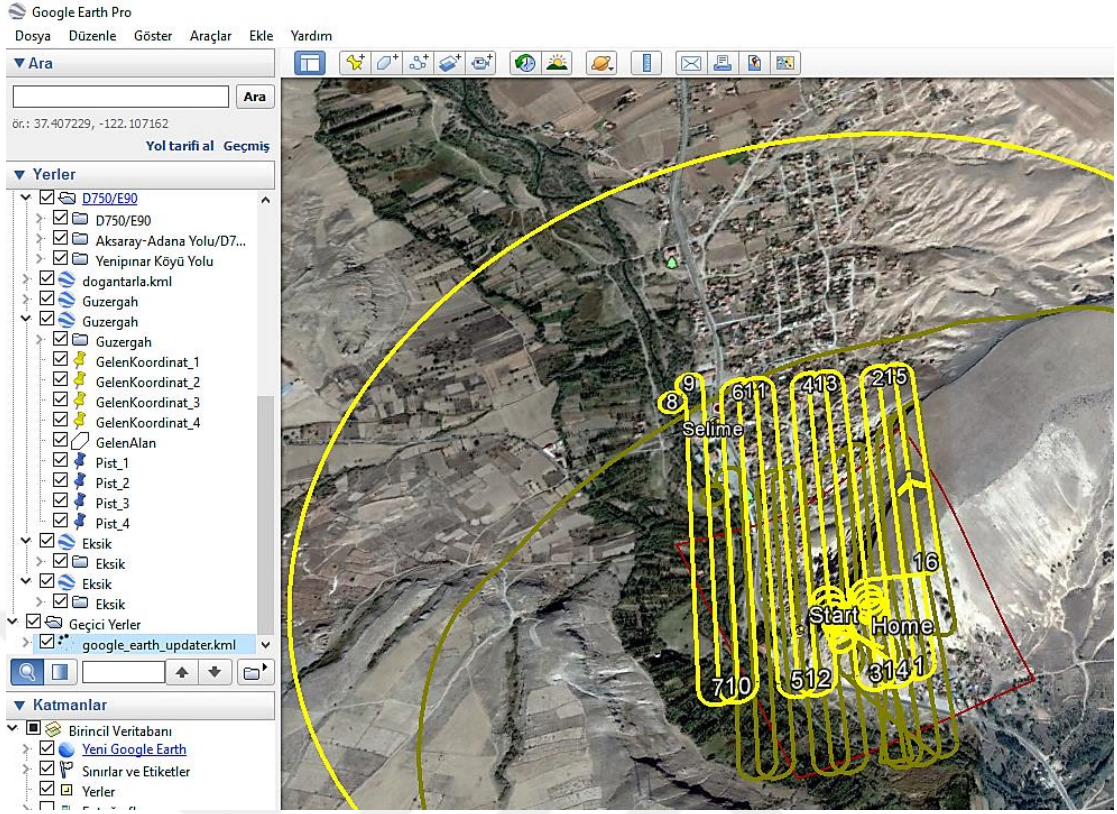 Google Earth Pro
Dosya Düzenle Göster Araçlar Ekle Yardım
Ara
Ara
ör.: 37.407229, -122.107162
Yol tarifi al Geçmiş
Yerler
D750/E90
D750/E90
Aksaray-Adana Yolu/D7...
Yenipınar Köyü Yolu
dogantarla.kml
Guzergah
Guzergah
Guzergah
GelenKoordinat_1
GelenKoordinat_2
GelenKoordinat_3
GelenKoordinat_4
GelenAlan
Pist_1
Pist_2
Pist_3
Pist_4
Eksik
Eksik
Eksik
Eksik
Geçici Yerler
google_earth_updater.kml
Katmanlar
Birincil Veritabanı
Yeni Google Earth
Sınırlar ve Etiketler
Yerler
9
8
611
413
215
Selime
16
Start
Home
710
512
3141